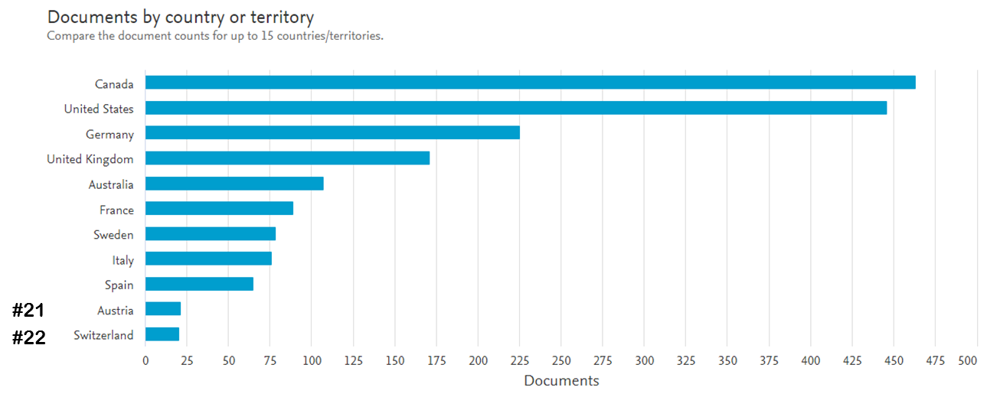 Documents by country or territory
Compare the document counts for up to 15 countries/territories.
Canada
United States
Germany
United Kingdom
Australia
France
Sweden
Italy
Spain
#21 Austria
#22 Switzerland
0 25 50 75 100 125 150 175 200 225 250 275 300 325 350 375 400 425 450 475 500
Documents